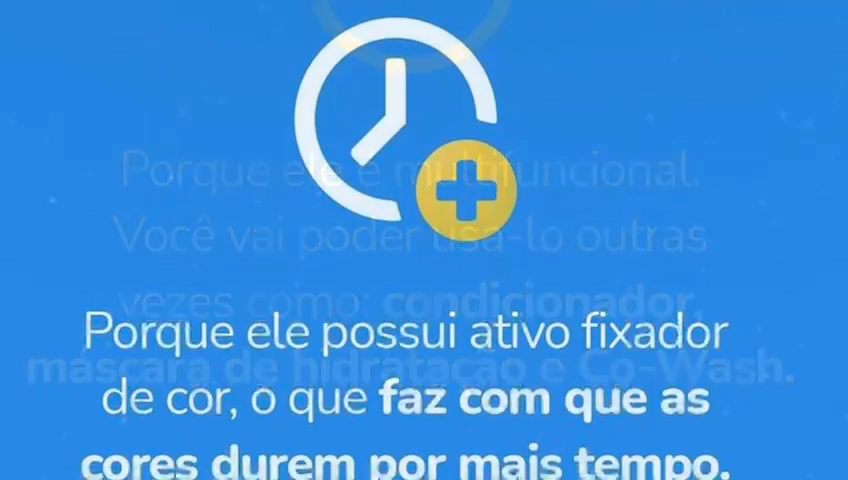 Porque ele é multifuncional.
Você vai poder usá-lo outras
vezes como: condicionador,
máscara de hidratação e Co-Wash.
Porque ele possui ativo fixador
de cor, o que faz com que as
cores durem por mais tempo.